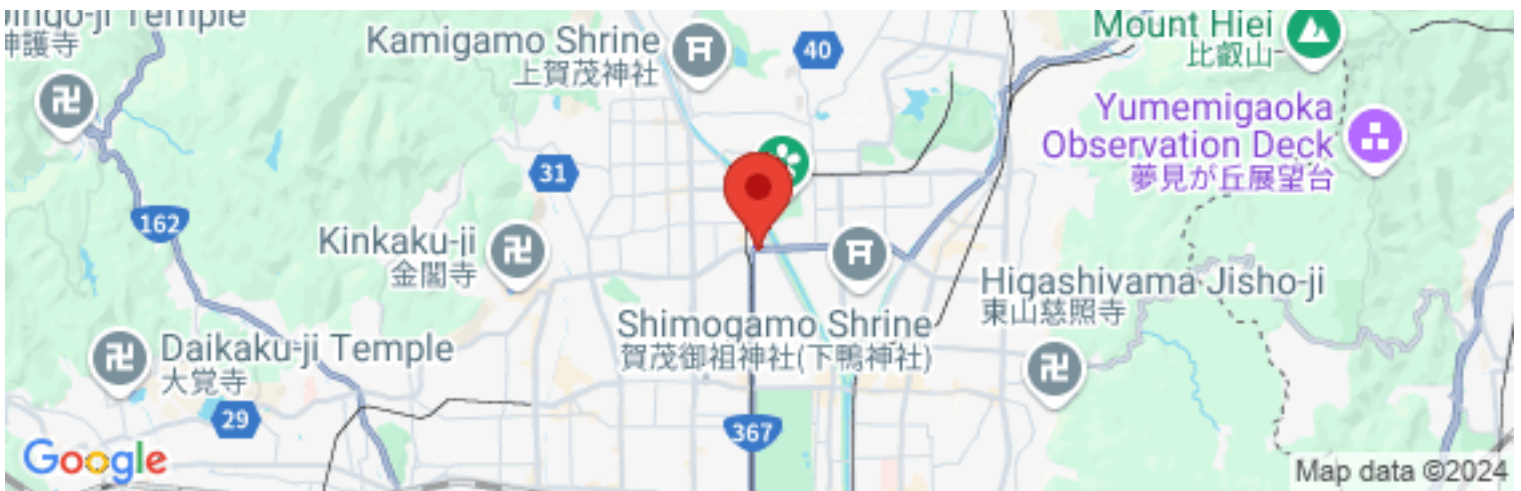 神護寺
Kamigamo Shrine
上賀茂神社
40
Mount Hiei
比叡山
Yumemigaoka
Observation Deck
夢見が丘展望台
31
162
Kinkaku-ji
金閣寺
Higashiyama Jisho-ji
東山慈照寺
Shimogamo Shrine
賀茂御祖神社(下鴨神社)
Daikaku-ji Temple
大覚寺
29
367
Google
Map data ©2024